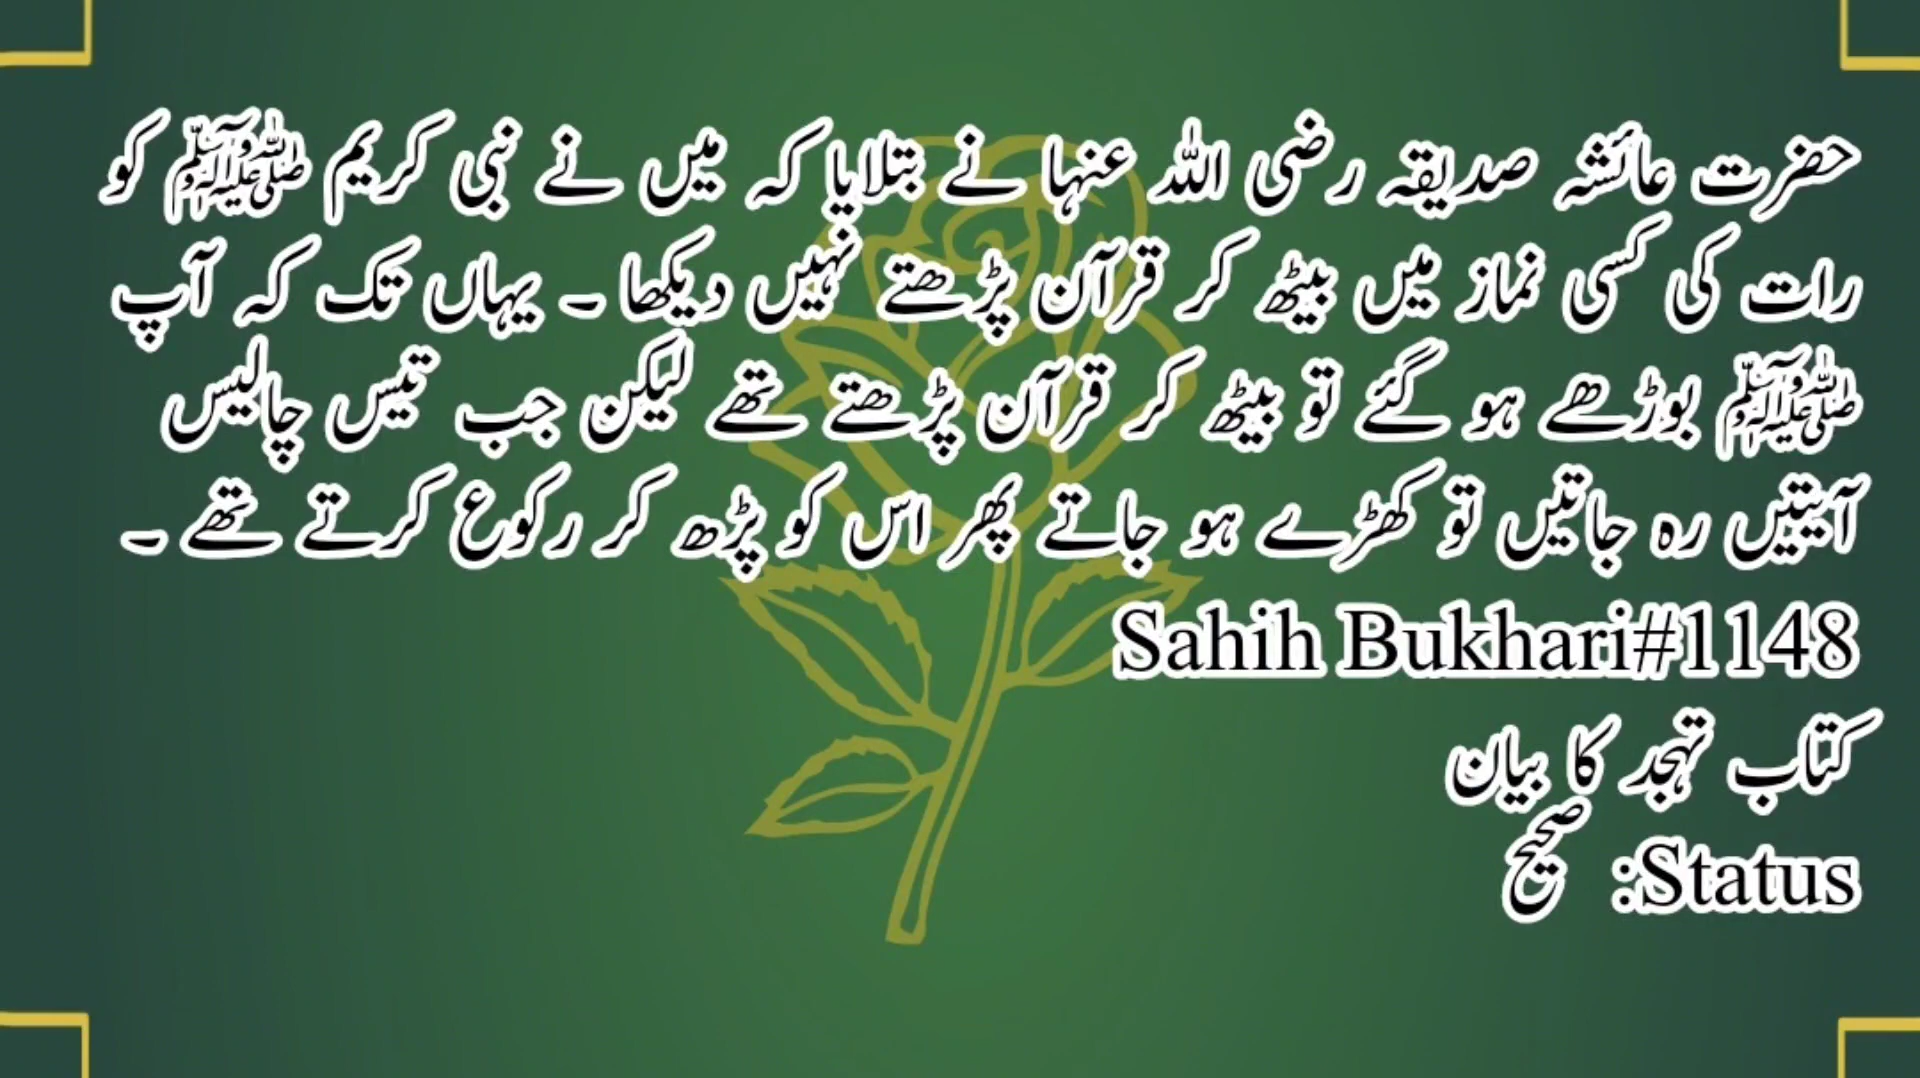 حضرت عائشہ صدیقہ رضی اللہ عنہا نے بتلایا کہ میں نے نبی کریم ﷺ کو
رات کی کسی نماز میں بیٹھ کر قرآن پڑھتے نہیں دیکھا ۔ یہاں تک کہ آپ
ﷺ بوڑھے ہو گئے تو بیٹھ کر قرآن پڑھتے تھے لیکن جب تیس چالیس
آیتیں رہ جاتیں تو کھڑے ہو جاتے پھر اس کو پڑھ کر رکوع کرتے تھے ۔
Sahih Bukhari#1148
کتاب تہجد کا بیان
Status: صحیح